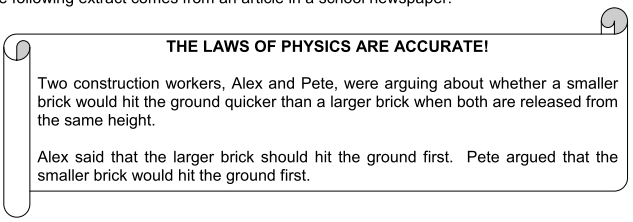 following extract comes from an article in a school newspaper.
THE LAWS OF PHYSICS ARE ACCURATE!
Two construction workers, Alex and Pete, were arguing about whether a smaller
brick would hit the ground quicker than a larger brick when both are released from
the same height.
Alex said that the larger brick should hit the ground first. Pete argued that the
smaller brick would hit the ground first.